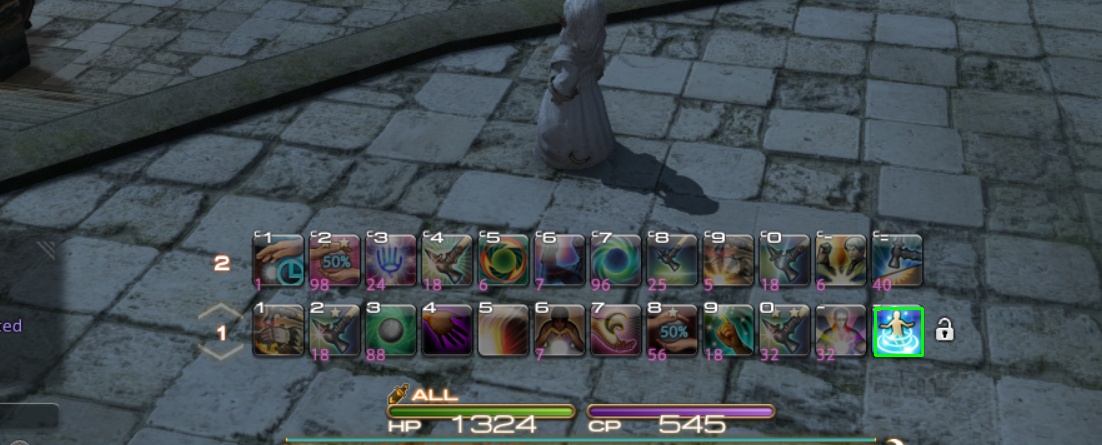 c1 c2 c3 c4 c5 c6 c7 c8 c9 c0 c- c=
50%
2
1 98 24 18 6 7 96 25 5 18 6 40
1 2 3 4 5 6 7 8 9 0 - =
50%
ted
1
18 88 7 56 18 32 32
ALL
HP 1324 CP 545